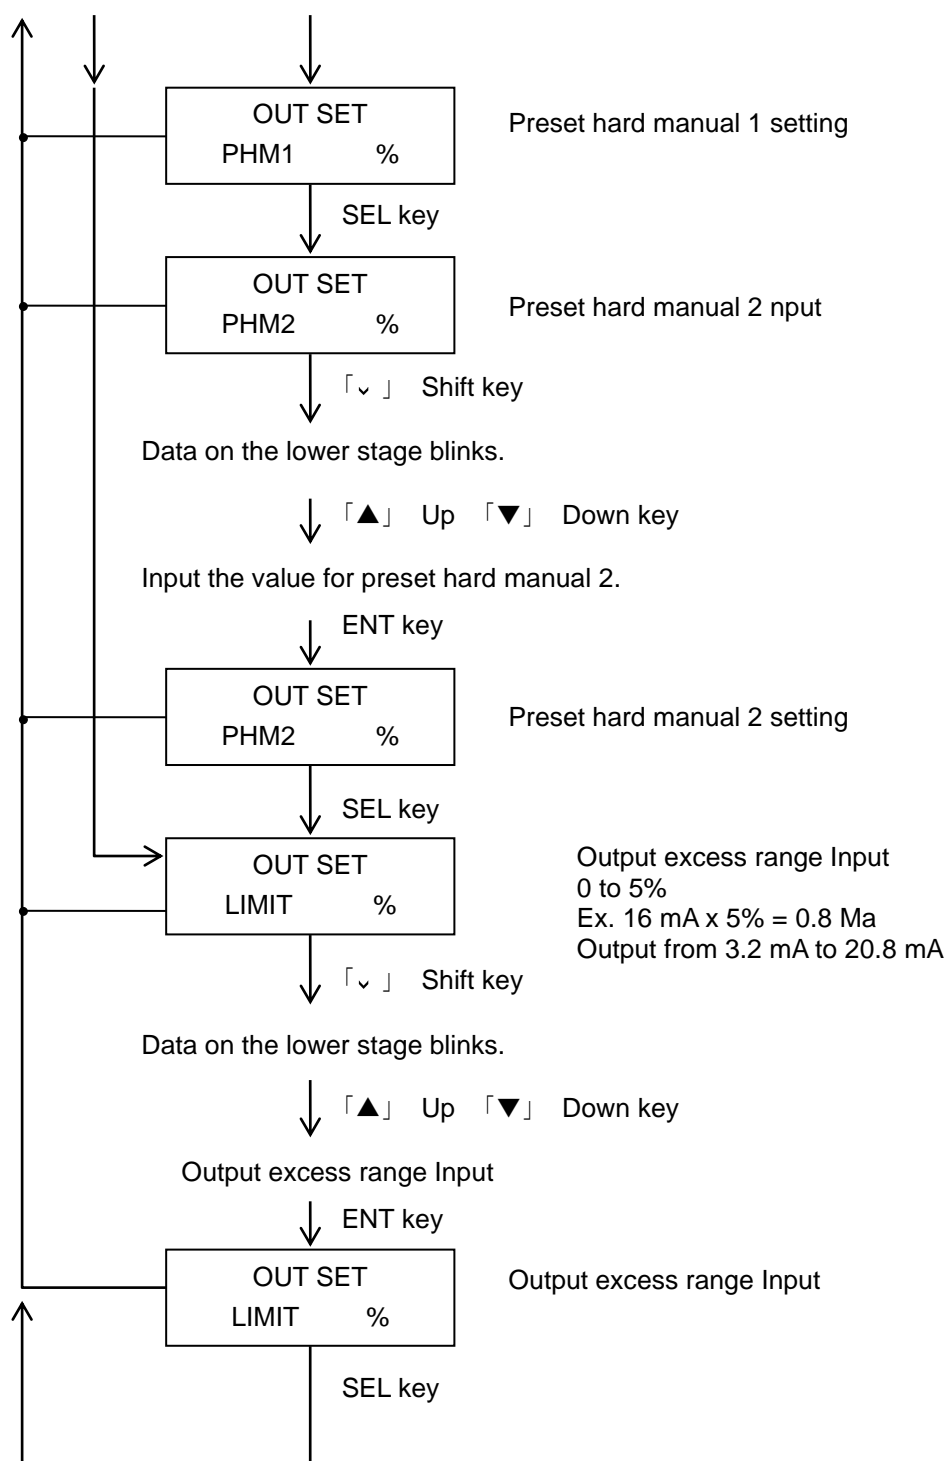 OUT SET
PHM1 %
Preset hard manual 1 setting
SEL key
OUT SET
PHM2 %
Preset hard manual 2 nput
「⌄」 Shift key
Data on the lower stage blinks.
「▲」 Up 「▼」 Down key
Input the value for preset hard manual 2.
ENT key
OUT SET
PHM2 %
Preset hard manual 2 setting
SEL key
OUT SET
LIMIT %
Output excess range Input
0 to 5%
Ex. 16 mA x 5% = 0.8 Ma
Output from 3.2 mA to 20.8 mA
「⌄」 Shift key
Data on the lower stage blinks.
「▲」 Up 「▼」 Down key
Output excess range Input
ENT key
OUT SET
LIMIT %
Output excess range Input
SEL key